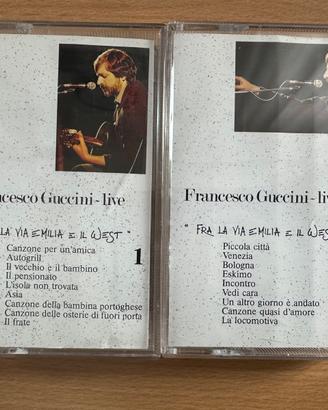 cesco Guccini-live
LA VIA EMILIA E IL WEST"
Canzone per un'amica
Autogrill
Il vecchio e il bambino
Il pensionato
L'isola non trovata
Asia
Canzone della bambina portoghese
Canzone delle osterie di fuori porta
Il frate
1
Francesco Guccini-li
"FRA LA VIA EMILIA E IL WES
Piccola città
Venezia
Bologna
Eskimo
Incontro
Vedi cara
Un altro giorno è andato
Canzone quasi d'amore
La locomotiva